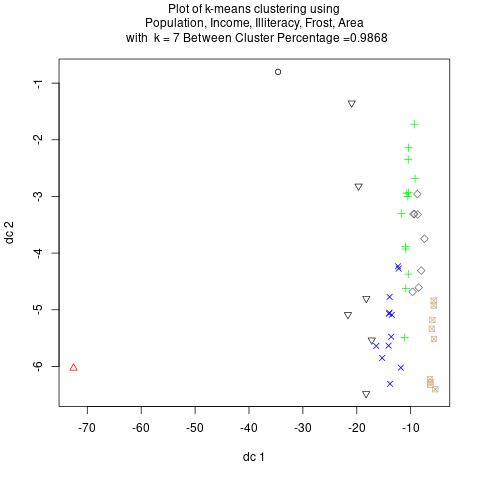 Plot of k-means clustering using
Population, Income, Illiteracy, Frost, Area
with  k = 7 Between Cluster Percentage =0.9868
-1
-2
-3
-4
-5
-6
dc 2
-70
-60
-50
-40
-30
-20
-10
dc 1